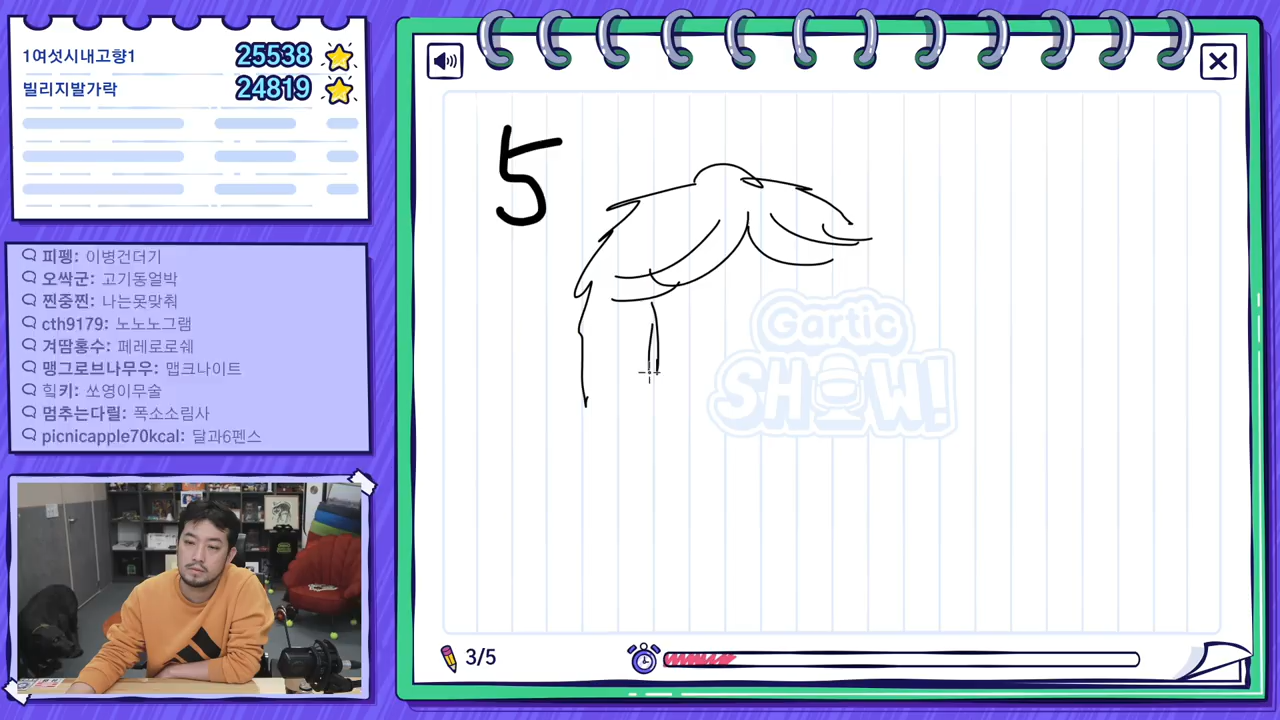 1여섯시내고향1 25538
빌리지발가락 24819
피펭: 이병건더기
오싹군: 고기동얼박
찐중찐: 나는못맞춰
cth9179: 노노노그램
겨땀홍수: 페레로로쉐
맹그로브나무우: 맵크나이트
힐키: 쏘영이무술
멈추는다릴: 폭소소림사
picnicapple70kcal: 달과6펜스
5
Gartic
SHOW!
3/5